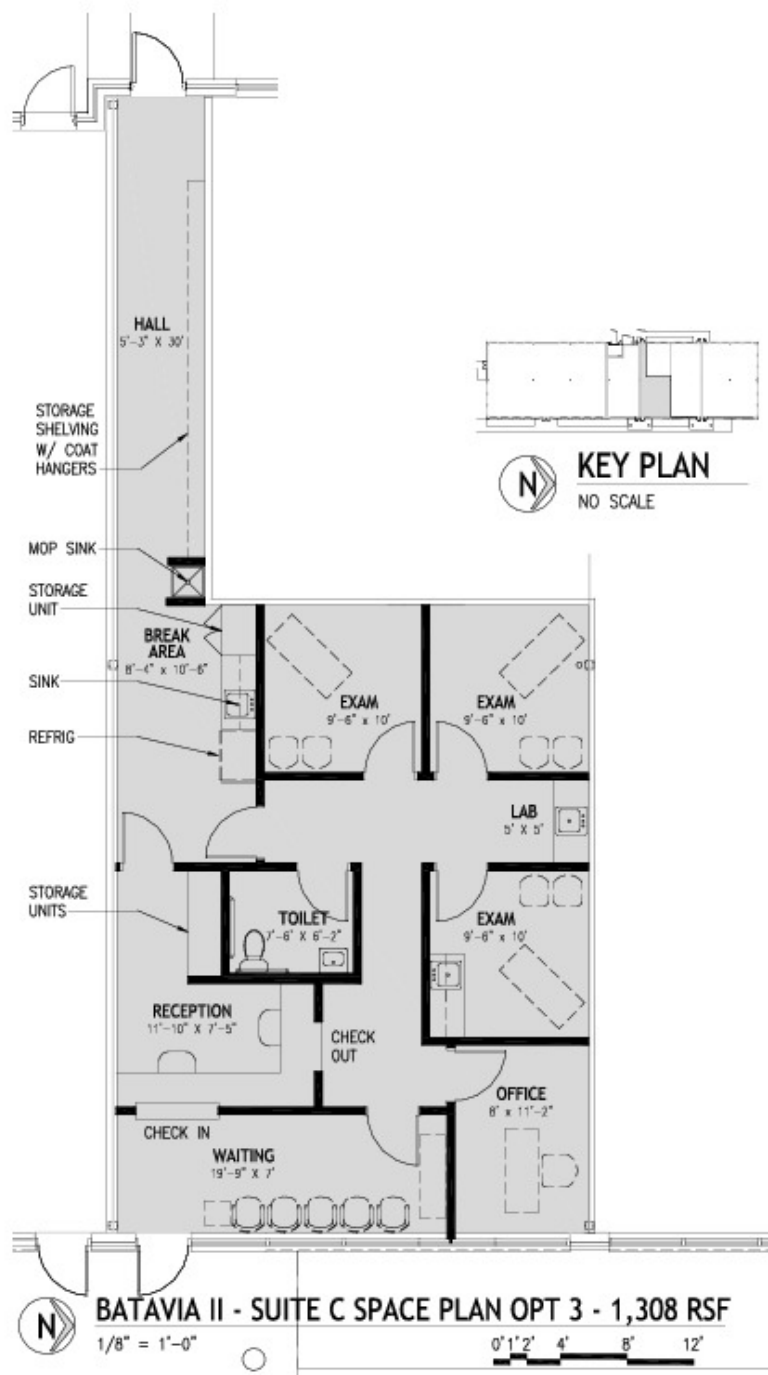 HALL
5'-3" X 30'
STORAGE
SHELVING
W/ COAT
HANGERS
N
KEY PLAN
NO SCALE
MOP SINK
STORAGE
UNIT
BREAK
AREA
8'-4" x 10'-6"
SINK
REFRIG
EXAM
9'-6" x 10'
EXAM
9'-6" x 10'
LAB
5' X 5'
STORAGE
UNITS
TOILET
7'-6" X 6'-2"
EXAM
9'-6" x 10'
RECEPTION
11'-10" X 7'-5"
CHECK
OUT
OFFICE
8' x 11'-2"
CHECK IN
WAITING
19'-9" X 7'
N
BATAVIA II - SUITE C SPACE PLAN OPT 3 - 1,308 RSF
1/8" = 1'-0"
0' 1' 2' 4' 8' 12'